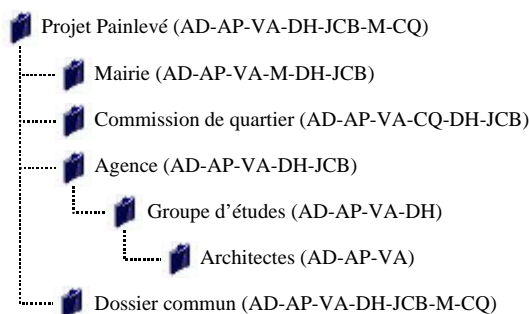 Projet Painlevé (AD-AP-VA-DH-JCB-M-CQ)
Mairie (AD-AP-VA-M-DH-JCB)
Commission de quartier (AD-AP-VA-CQ-DH-JCB)
Agence (AD-AP-VA-DH-JCB)
Groupe d'études (AD-AP-VA-DH)
Architectes (AD-AP-VA)
Dossier commun (AD-AP-VA-DH-JCB-M-CQ)